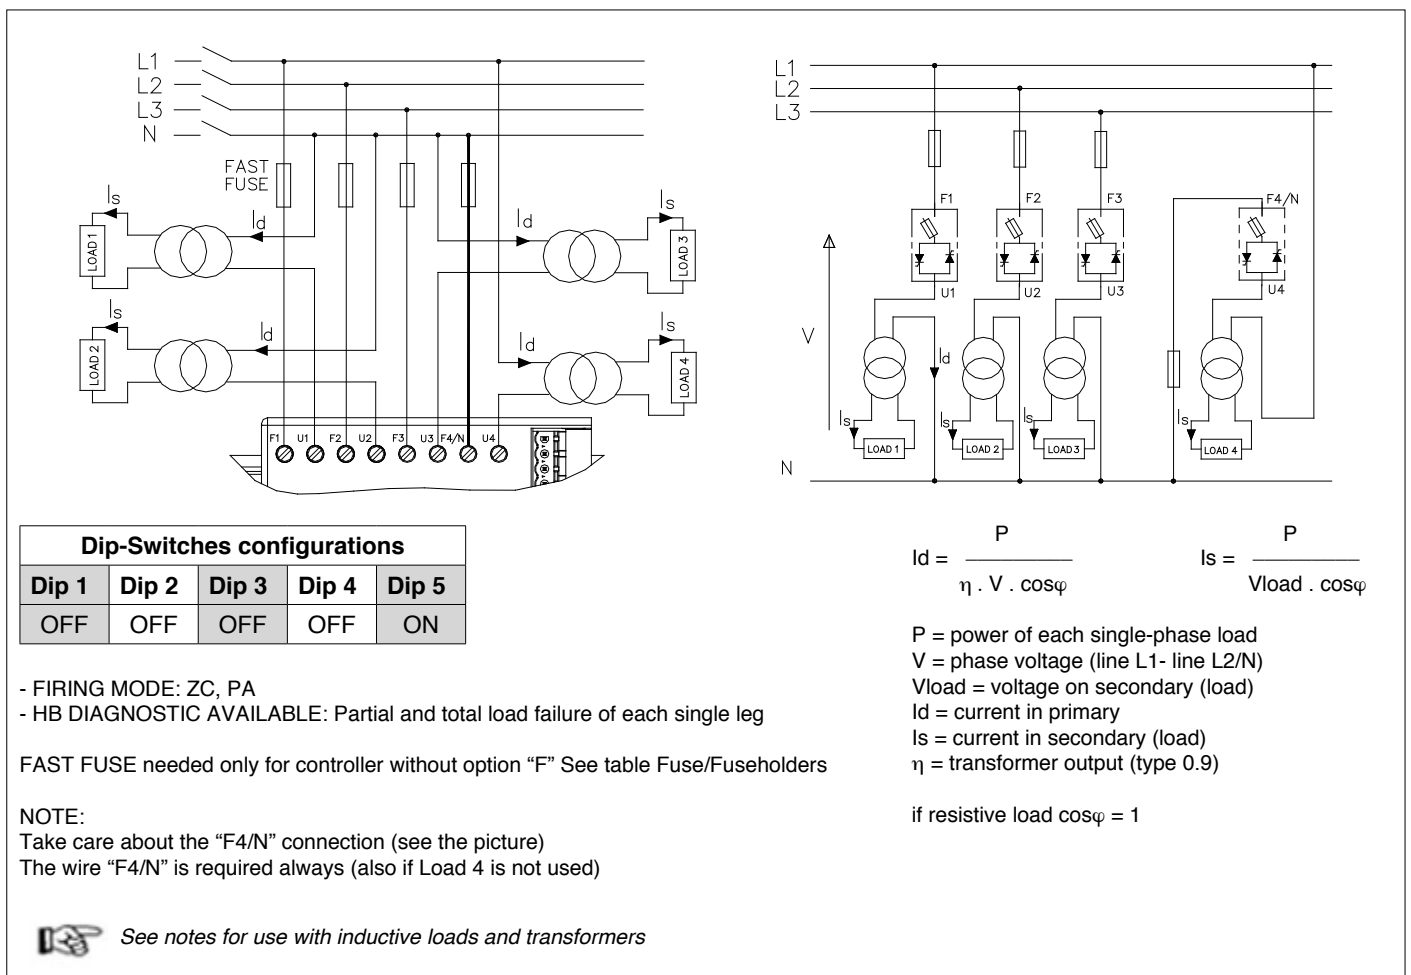 L1
L2
L3
N
FAST
FUSE
Is
Id
LOAD 1
Is
Id
LOAD 2
Id
Is
LOAD 3
Id
Is
LOAD 4
F1 U1 F2 U2 F3 U3 F4/N U4
L1
L2
L3
F1 F2 F3 F4/N
U1 U2 U3 U4
V
Id
Is Is Is Is
LOAD 1 LOAD 2 LOAD 3 LOAD 4
N
Dip-Switches configurations
Dip 1 Dip 2 Dip 3 Dip 4 Dip 5
OFF OFF OFF OFF ON
- FIRING MODE: ZC, PA
- HB DIAGNOSTIC AVAILABLE: Partial and total load failure of each single leg
FAST FUSE needed only for controller without option “F” See table Fuse/Fuseholders
NOTE:
Take care about the “F4/N” connection (see the picture)
The wire “F4/N” is required always (also if Load 4 is not used)
See notes for use with inductive loads and transformers
P
Id =
η . V . cosφ
P
Is =
Vload . cosφ
P = power of each single-phase load
V = phase voltage (line L1- line L2/N)
Vload = voltage on secondary (load)
Id = current in primary
Is = current in secondary (load)
η = transformer output (type 0.9)
if resistive load cosφ = 1